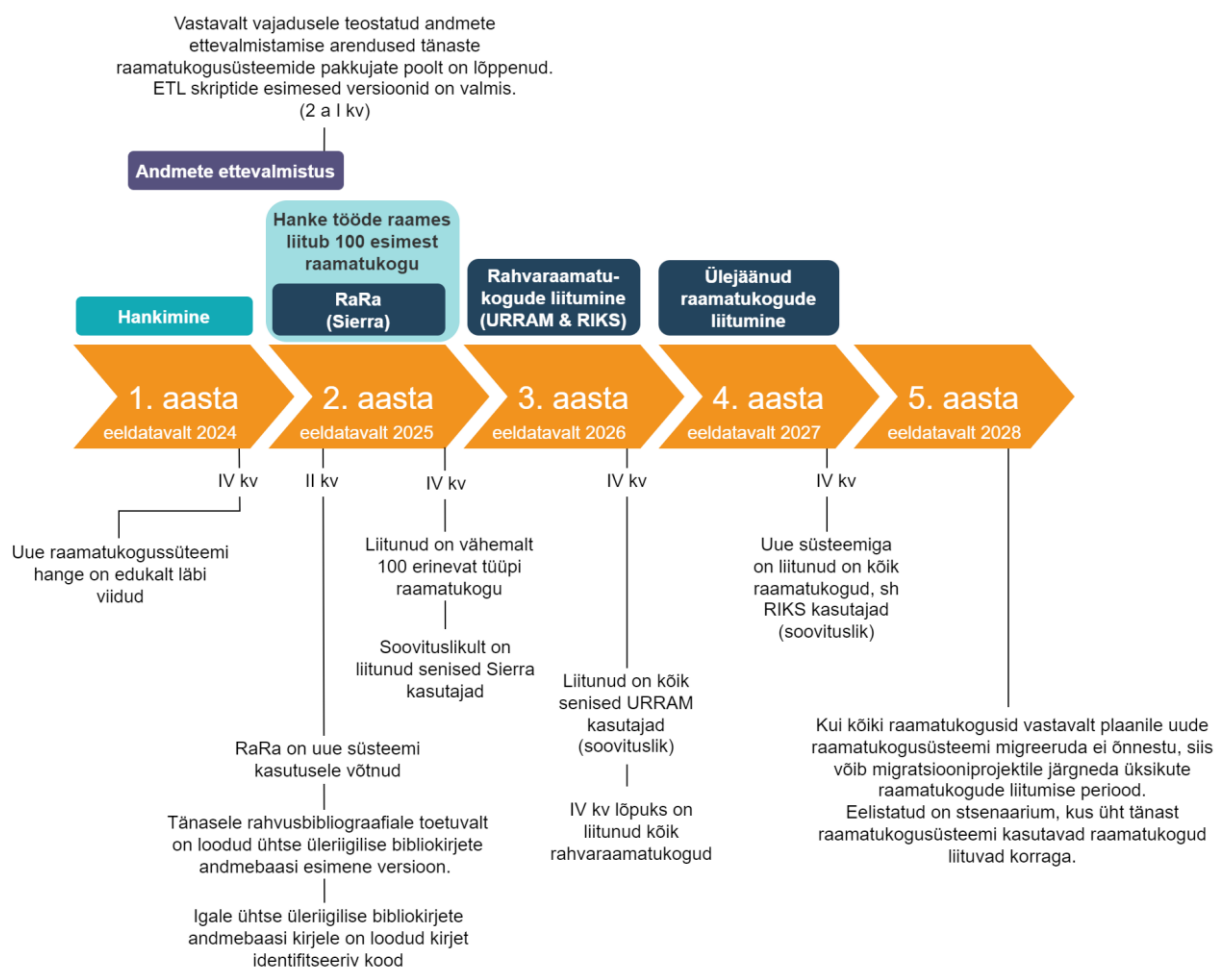 Vastavalt vajadusele teostatud andmete
ettevalmistamise arendused tänaste
raamatukogusüsteemide pakkujate poolt on lõppenud.
ETL skriptide esimesed versioonid on valmis.
(2 a I kv)
Andmete ettevalmistus
Hanke tööde raames
liitub 100 esimest
raamatukogu
Hankimine
RaRa
(Sierra)
Rahvaraamatu-
kogude liitumine
(URRAM & RIKS)
Ülejäänud
raamatukogude
liitumine
1. aasta
eeldatavalt 2024
2. aasta
eeldatavalt 2025
3. aasta
eeldatavalt 2026
4. aasta
eeldatavalt 2027
5. aasta
eeldatavalt 2028
IV kv
Uue raamatukogussüteemi
hange on edukalt läbi
viidud
II kv
RaRa on uue süsteemi
kasutusele võtnud
Tänasele rahvusbibliograafiale toetuvalt
on loodud ühtse üleriigilise bibliokirjete
andmebaasi esimene versioon.
Igale ühtse üleriigilise bibliokirjete
andmebaasi kirjele on loodud kirjet
identifitseeriv kood
IV kv
Liitunud on vähemalt
100 erinevat tüüpi
raamatukogu
Soovituslikult on
liitunud senised Sierra
kasutajad
IV kv
Liitunud on kõik
senised URRAM
kasutajad
(soovituslik)
IV kv lõpuks on
liitunud kõik
rahvaraamatukogud
IV kv
Uue süsteemiga
on liitunud on kõik
raamatukogud, sh
RIKS kasutajad
(soovituslik)
Kui kõiki raamatukogusid vastavalt plaanile uude
raamatukogusüsteemi migreeruda ei õnnestu, siis
võib migratsiooniprojektile järgneda üksikute
raamatukogude liitumise periood.
Eelistatud on stsenaarium, kus üht tänast
raamatukogusüsteemi kasutavad raamatukogud
liituvad korraga.